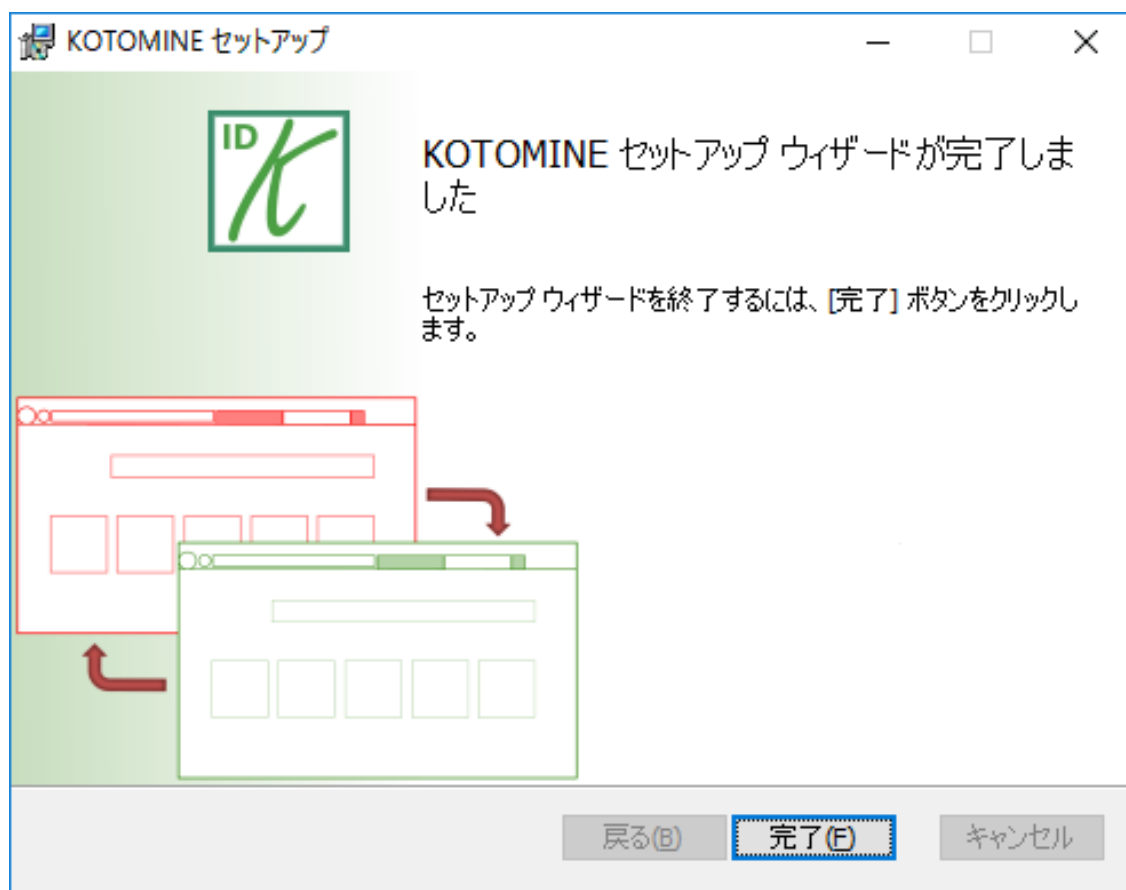 KOTOMINE セットアップ
ID K
KOTOMINE セットアップ ウィザードが完了しま
した
セットアップ ウィザードを終了するには、[完了] ボタンをクリックし
ます。
戻る(B) 完了(F) キャンセル